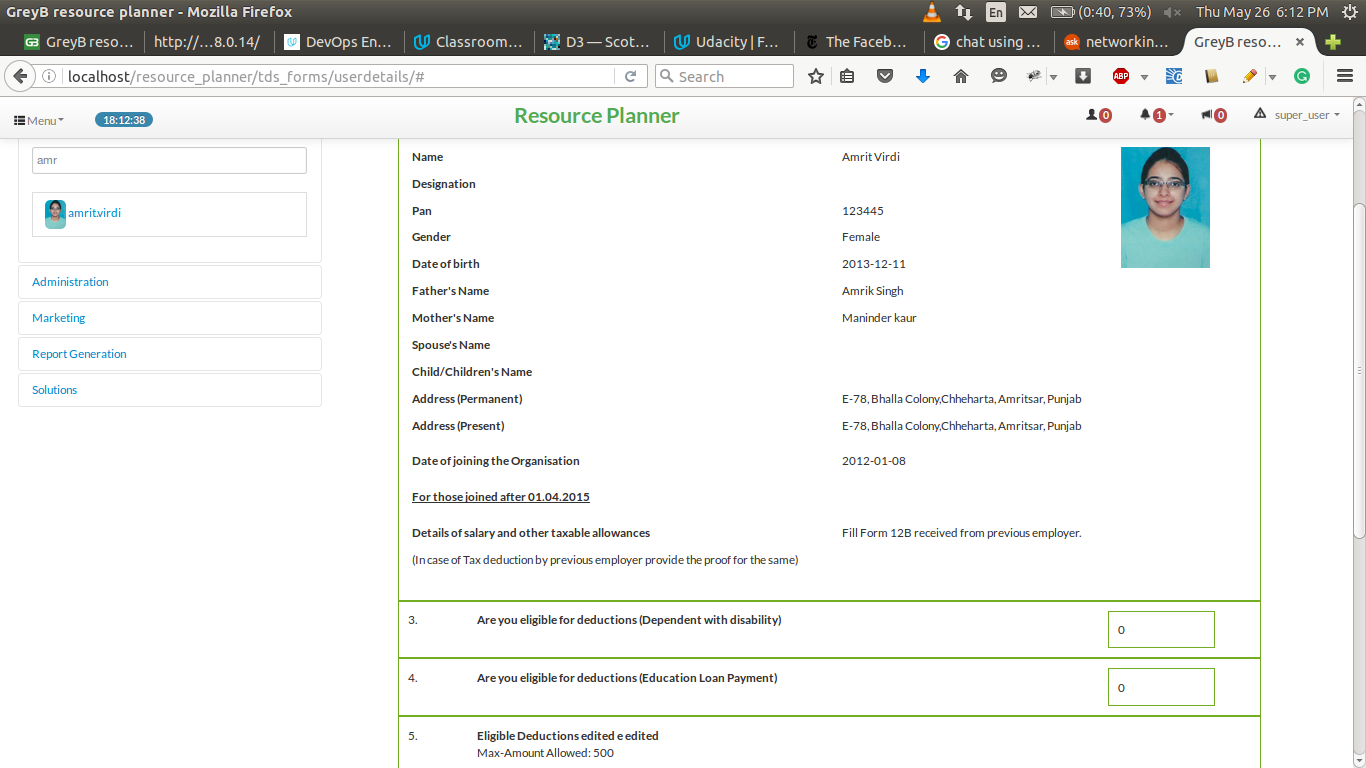 GreyB resource planner - Mozilla Firefox
En (0:40, 73%) Thu May 26 6:12 PM
GreyB reso... http://...8.0.14/ DevOps En... Classroom... D3 — Scot... Udacity | F... The Faceb... chat using ... networkin... GreyB reso...
localhost/resource_planner/tds_forms/userdetails/# Search ABP
Menu 18:12:38 Resource Planner 0 1 0 super_user
amr
amrit.virdi
Administration
Marketing
Report Generation
Solutions
Name Amrit Virdi
Designation
Pan 123445
Gender Female
Date of birth 2013-12-11
Father's Name Amrik Singh
Mother's Name Maninder kaur
Spouse's Name
Child/Children's Name
Address (Permanent) E-78, Bhalla Colony,Chheharta, Amritsar, Punjab
Address (Present) E-78, Bhalla Colony,Chheharta, Amritsar, Punjab
Date of joining the Organisation 2012-01-08
For those joined after 01.04.2015
Details of salary and other taxable allowances Fill Form 12B received from previous employer.
(In case of Tax deduction by previous employer provide the proof for the same)
3. Are you eligible for deductions (Dependent with disability) 0
4. Are you eligible for deductions (Education Loan Payment) 0
5. Eligible Deductions edited e edited
Max-Amount Allowed: 500